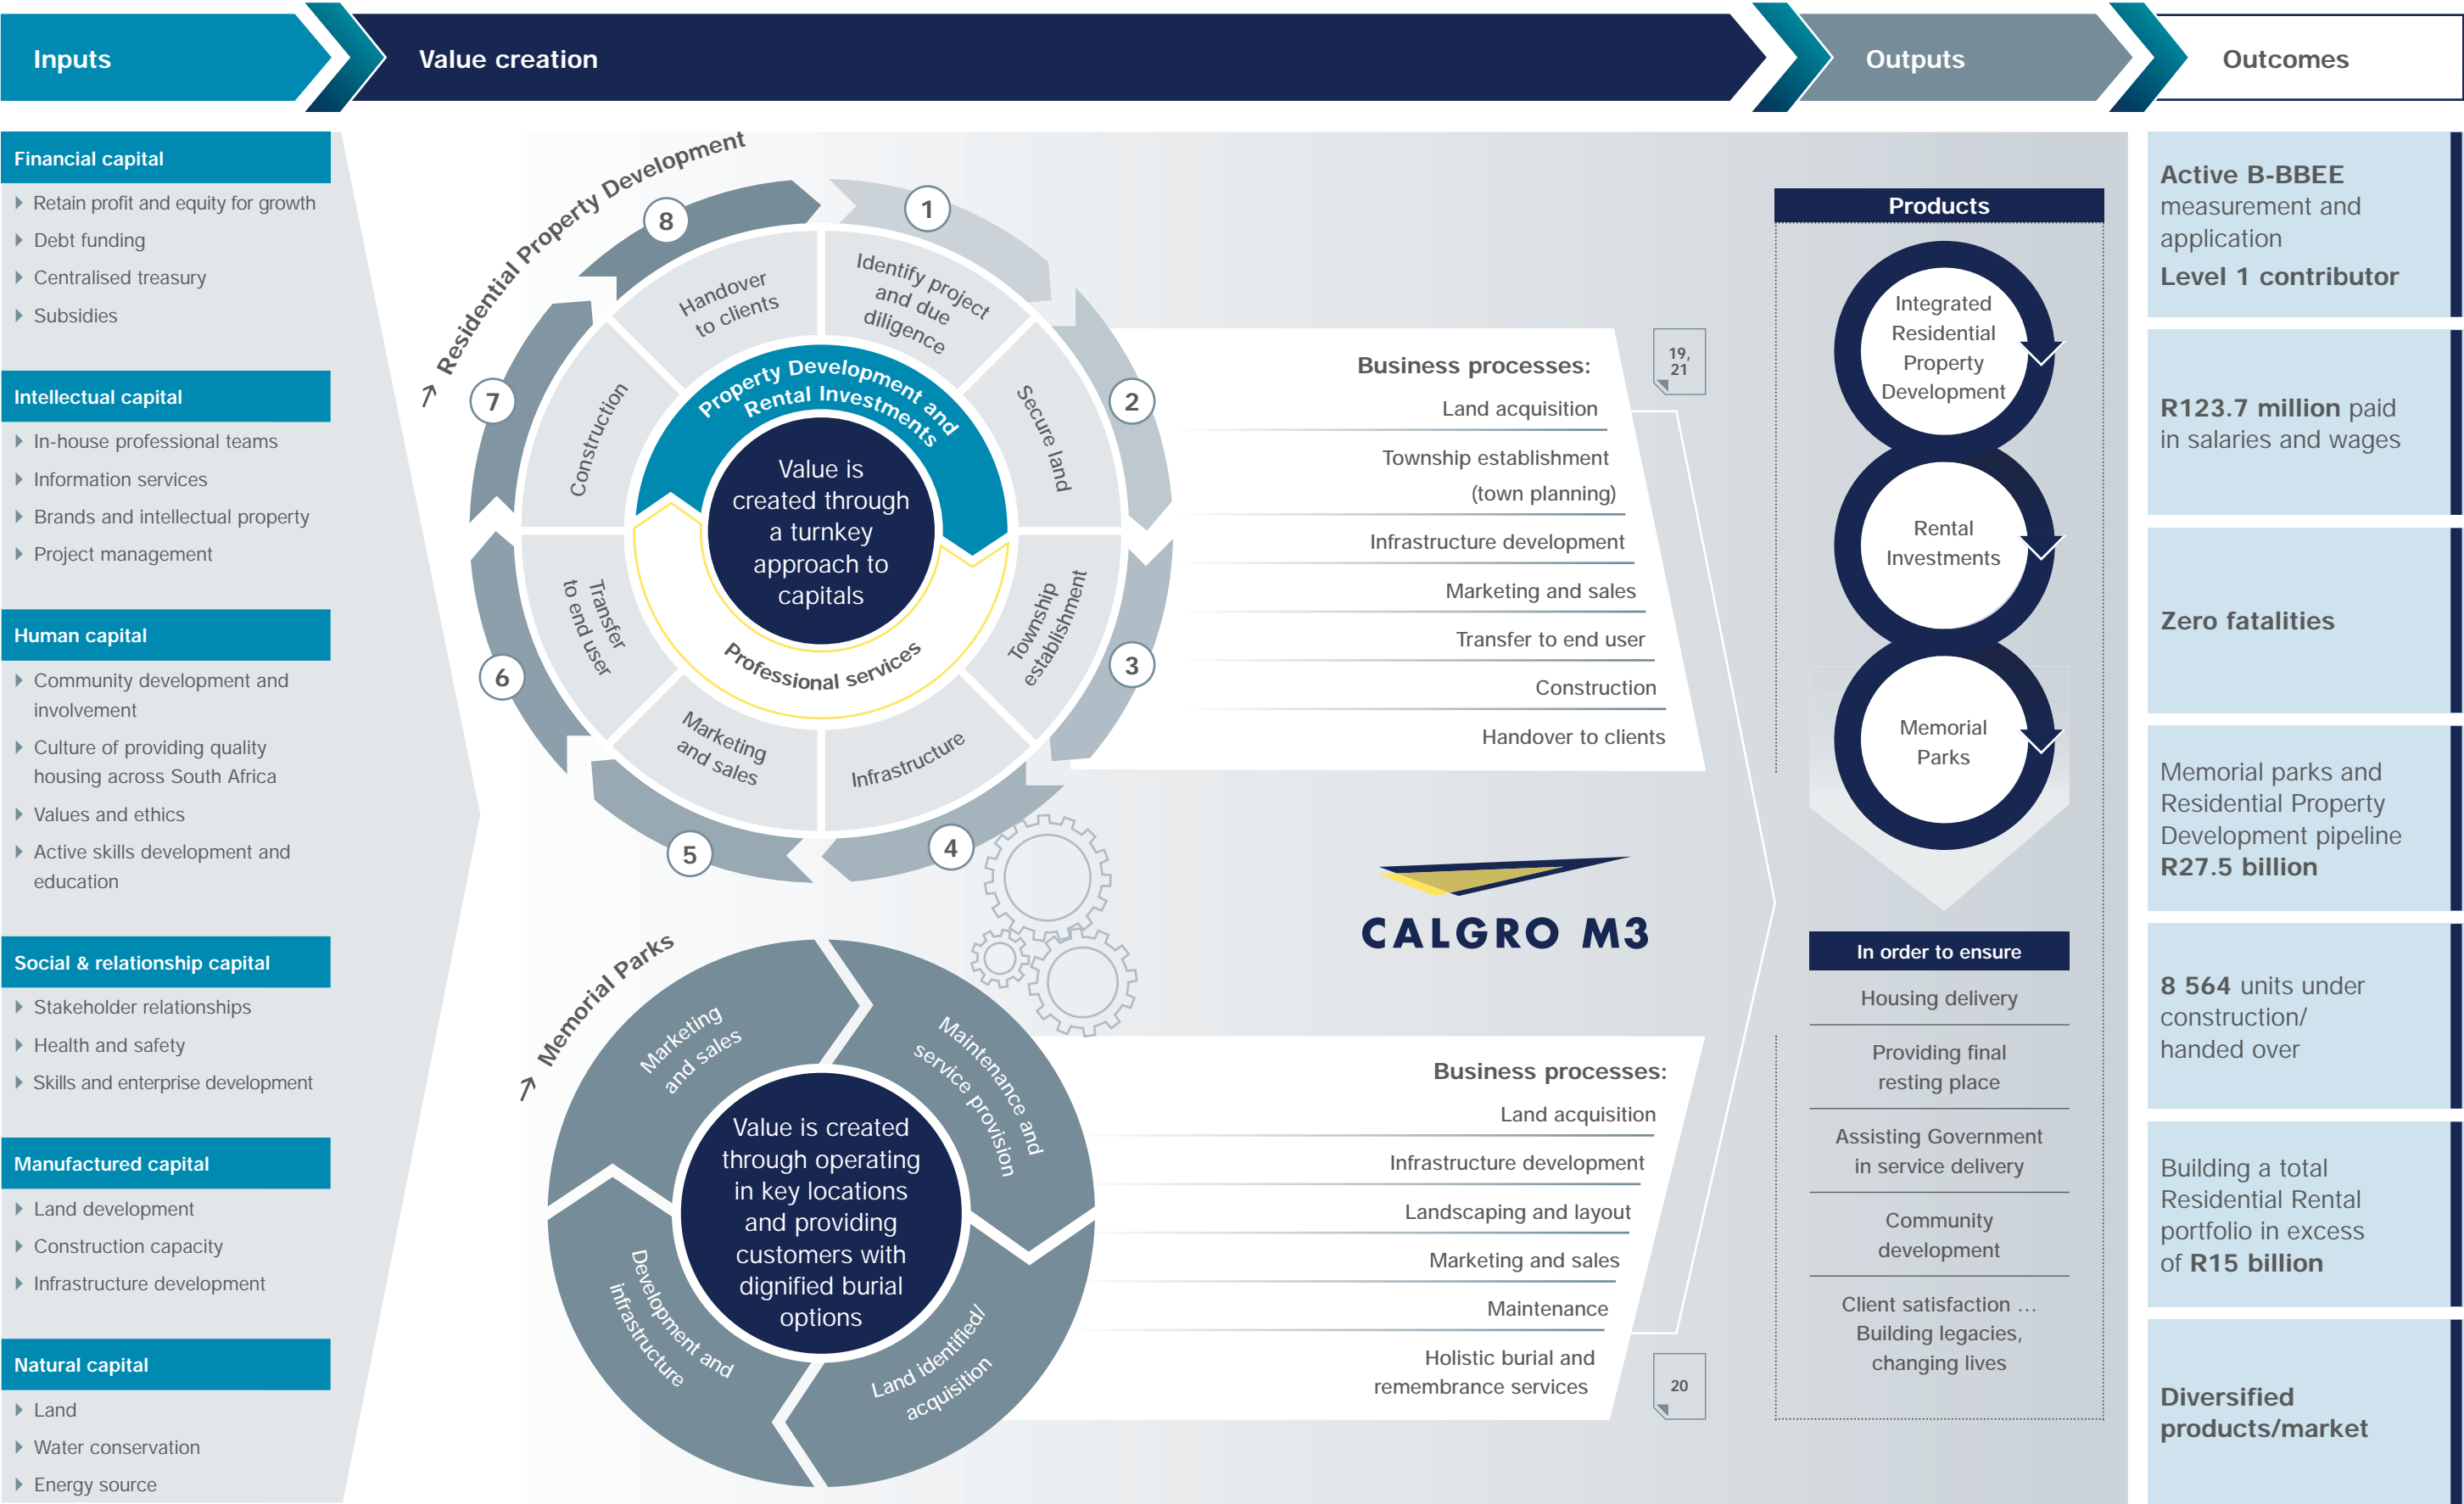 Inputs
Value creation
Outputs
Outcomes
Financial capital
Retain profit and equity for growth
Debt funding
Centralised treasury
Subsidies
Intellectual capital
In-house professional teams
Information services
Brands and intellectual property
Project management
Human capital
Community development and
involvement
Culture of providing quality
housing across South Africa
Values and ethics
Active skills development and
education
Social & relationship capital
Stakeholder relationships
Health and safety
Skills and enterprise development
Manufactured capital
Land development
Construction capacity
Infrastructure development
Natural capital
Land
Water conservation
Energy source
Residential Property Development
1
Identify project
and due
diligence
2
Secure land
3
Township
establishment
4
Infrastructure
5
Marketing
and sales
6
Transfer
to end user
7
Construction
8
Handover
to clients
Property Development and
Rental Investments
Professional services
Value is
created through
a turnkey
approach to
capitals
Business processes:
19,
21
Land acquisition
Township establishment
(town planning)
Infrastructure development
Marketing and sales
Transfer to end user
Construction
Handover to clients
CALGRO M3
Memorial Parks
Marketing
and sales
Maintenance and
service provision
Land identified/
acquisition
Development and
infrastructure
Value is created
through operating
in key locations
and providing
customers with
dignified burial
options
Business processes:
Land acquisition
Infrastructure development
Landscaping and layout
Marketing and sales
Maintenance
Holistic burial and
remembrance services
20
Products
Integrated
Residential
Property
Development
Rental
Investments
Memorial
Parks
In order to ensure
Housing delivery
Providing final
resting place
Assisting Government
in service delivery
Community
development
Client satisfaction ...
Building legacies,
changing lives
Active B-BBEE
measurement and
application
Level 1 contributor
R123.7 million paid
in salaries and wages
Zero fatalities
Memorial parks and
Residential Property
Development pipeline
R27.5 billion
8 564 units under
construction/
handed over
Building a total
Residential Rental
portfolio in excess
of R15 billion
Diversified
products/market